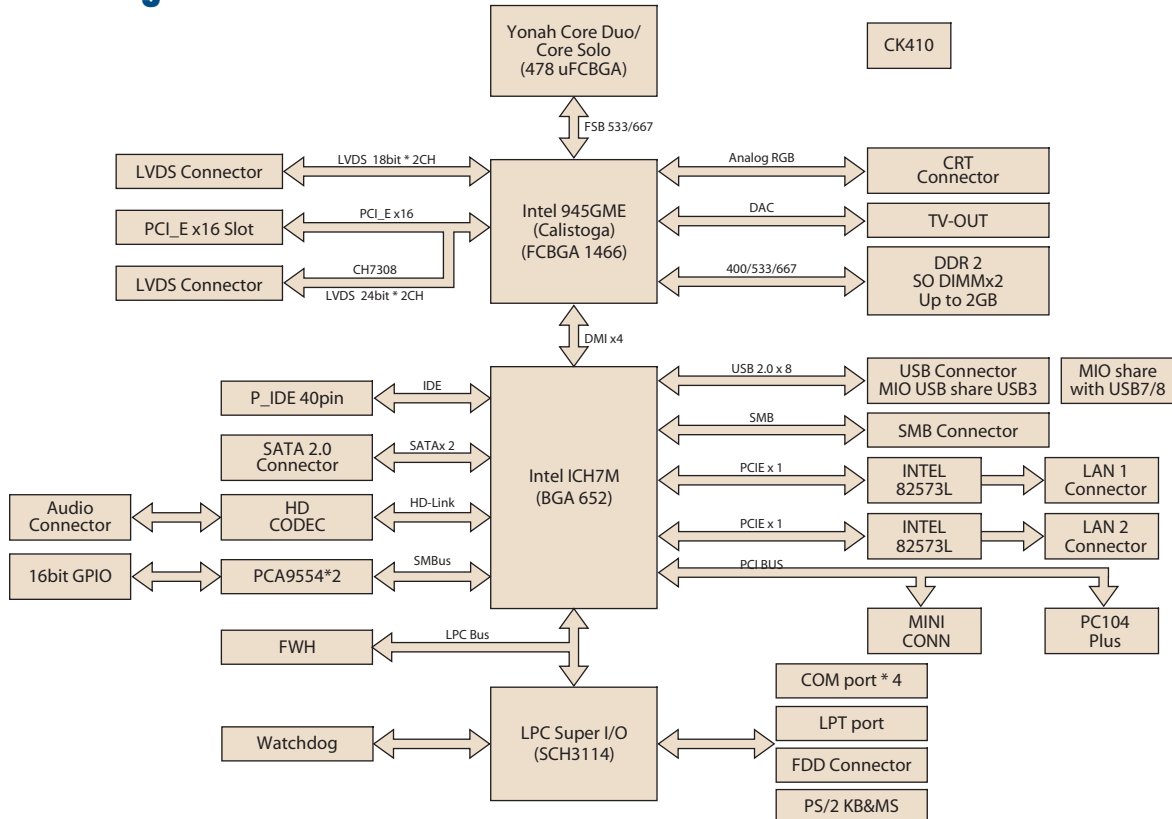 Yonah Core Duo/
Core Solo
(478 uFCBGA)
CK410
FSB 533/667
LVDS Connector
LVDS 18bit * 2CH
Analog RGB
CRT
Connector
PCI_E x16 Slot
PCI_E x16
Intel 945GME
(Calistoga)
(FCBGA 1466)
DAC
TV-OUT
LVDS Connector
CH7308
LVDS 24bit * 2CH
400/533/667
DDR 2
SO DIMMx2
Up to 2GB
DMI x4
P_IDE 40pin
IDE
USB 2.0 x 8
USB Connector
MIO USB share USB3
MIO share
with USB7/8
SMB
SMB Connector
SATA 2.0
Connector
SATAx 2
Intel ICH7M
(BGA 652)
PCIE x 1
INTEL
82573L
LAN 1
Connector
Audio
Connector
HD
CODEC
HD-Link
PCIE x 1
INTEL
82573L
LAN 2
Connector
16bit GPIO
PCA9554*2
SMBus
PCI BUS
MINI
CONN
PC104
Plus
FWH
LPC Bus
COM port * 4
Watchdog
LPC Super I/O
(SCH3114)
LPT port
FDD Connector
PS/2 KB&MS